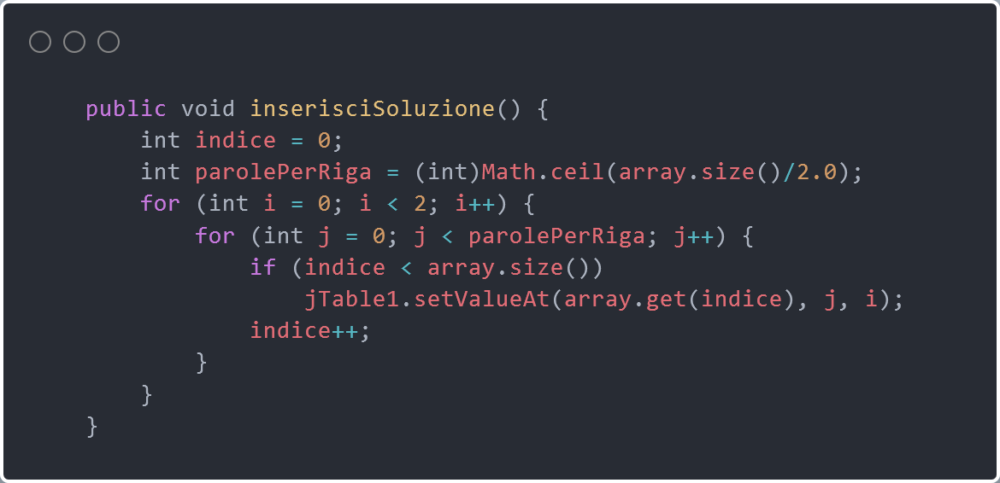 public void inserisciSoluzione() {
    int indice = 0;
    int parolePerRiga = (int)Math.ceil(array.size()/2.0);
    for (int i = 0; i < 2; i++) {
        for (int j = 0; j < parolePerRiga; j++) {
            if (indice < array.size())
                jTable1.setValueAt(array.get(indice), j, i);
            indice++;
        }
    }
}